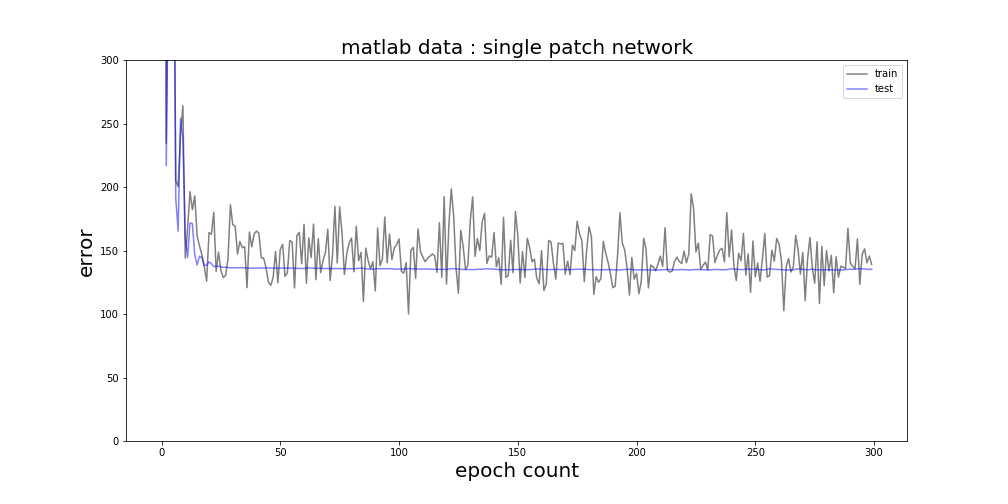 matlab data : single patch network
train
test
error
300
250
200
150
100
50
0
0 50 100 150 200 250 300
epoch count